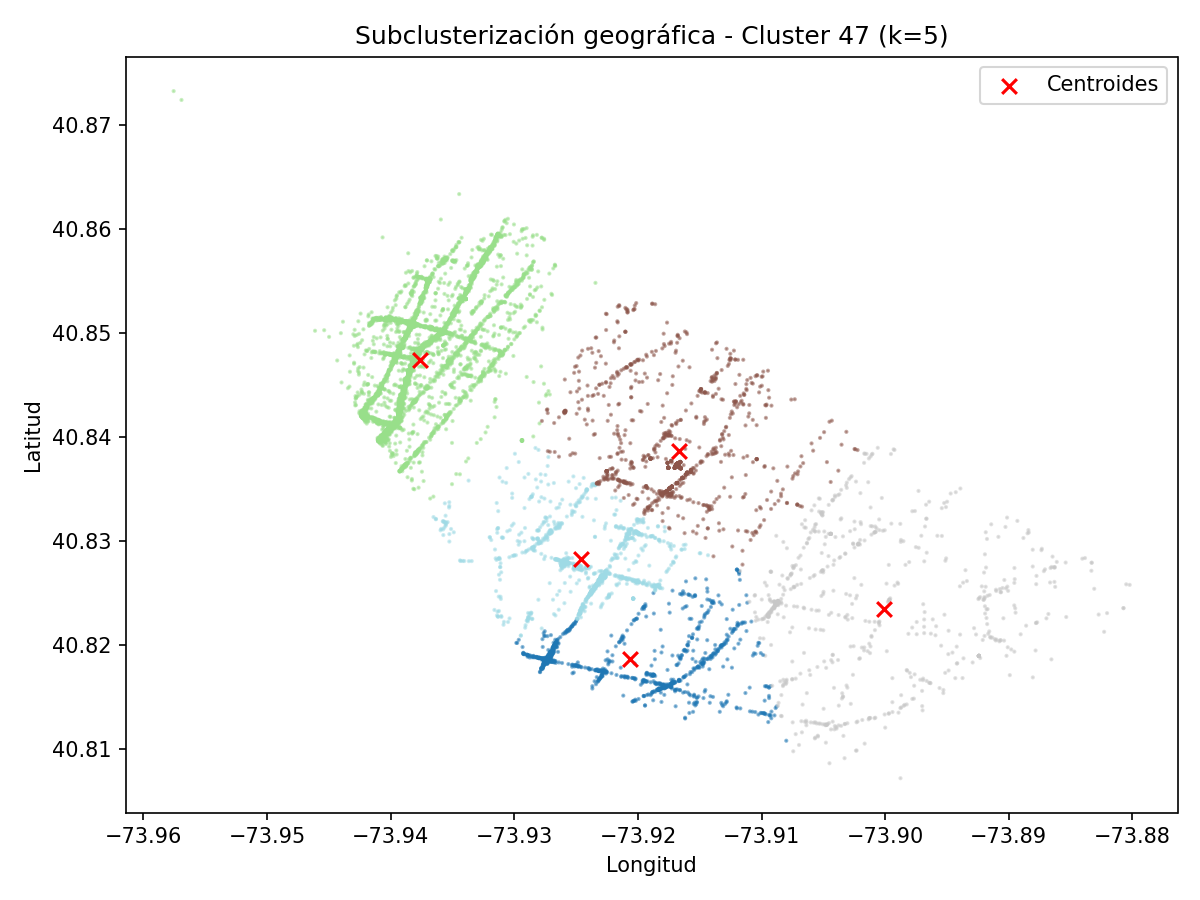 Subclusterización geográfica - Cluster 47 (k=5)
Centroides
Latitud
40.87
40.86
40.85
40.84
40.83
40.82
40.81
−73.96 −73.95 −73.94 −73.93 −73.92 −73.91 −73.90 −73.89 −73.88
Longitud